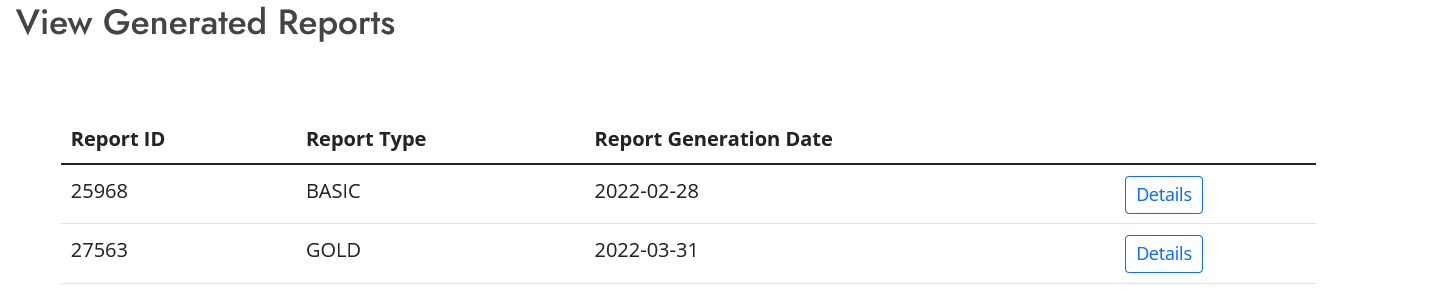 View Generated Reports
Report ID Report Type Report Generation Date
25968 BASIC 2022-02-28 Details
27563 GOLD 2022-03-31 Details